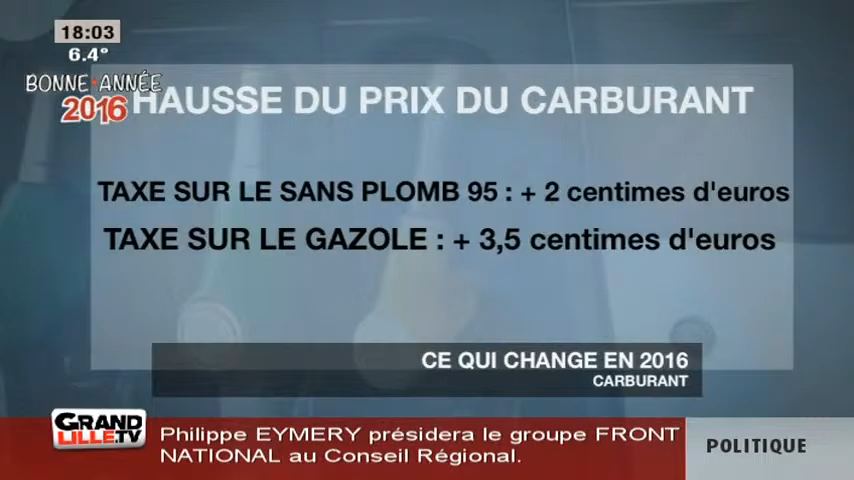 18:03
6.4°
BONNE ANNÉE
2016
HAUSSE DU PRIX DU CARBURANT
TAXE SUR LE SANS PLOMB 95 : + 2 centimes d'euros
TAXE SUR LE GAZOLE : + 3,5 centimes d'euros
CE QUI CHANGE EN 2016
CARBURANT
GRAND
LILLE.TV
Philippe EYMERY présidera le groupe FRONT
NATIONAL au Conseil Régional.
POLITIQUE